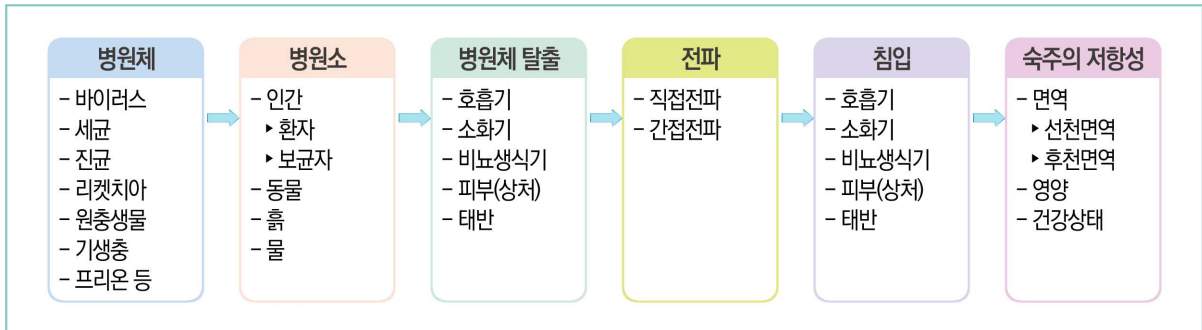 병원체
- 바이러스
- 세균
- 진균
- 리켓치아
- 원충생물
- 기생충
- 프리온 등
병원소
- 인간
▸ 환자
▸ 보균자
- 동물
- 흙
- 물
병원체 탈출
- 호흡기
- 소화기
- 비뇨생식기
- 피부(상처)
- 태반
전파
- 직접전파
- 간접전파
침입
- 호흡기
- 소화기
- 비뇨생식기
- 피부(상처)
- 태반
숙주의 저항성
- 면역
▸ 선천면역
▸ 후천면역
- 영양
- 건강상태